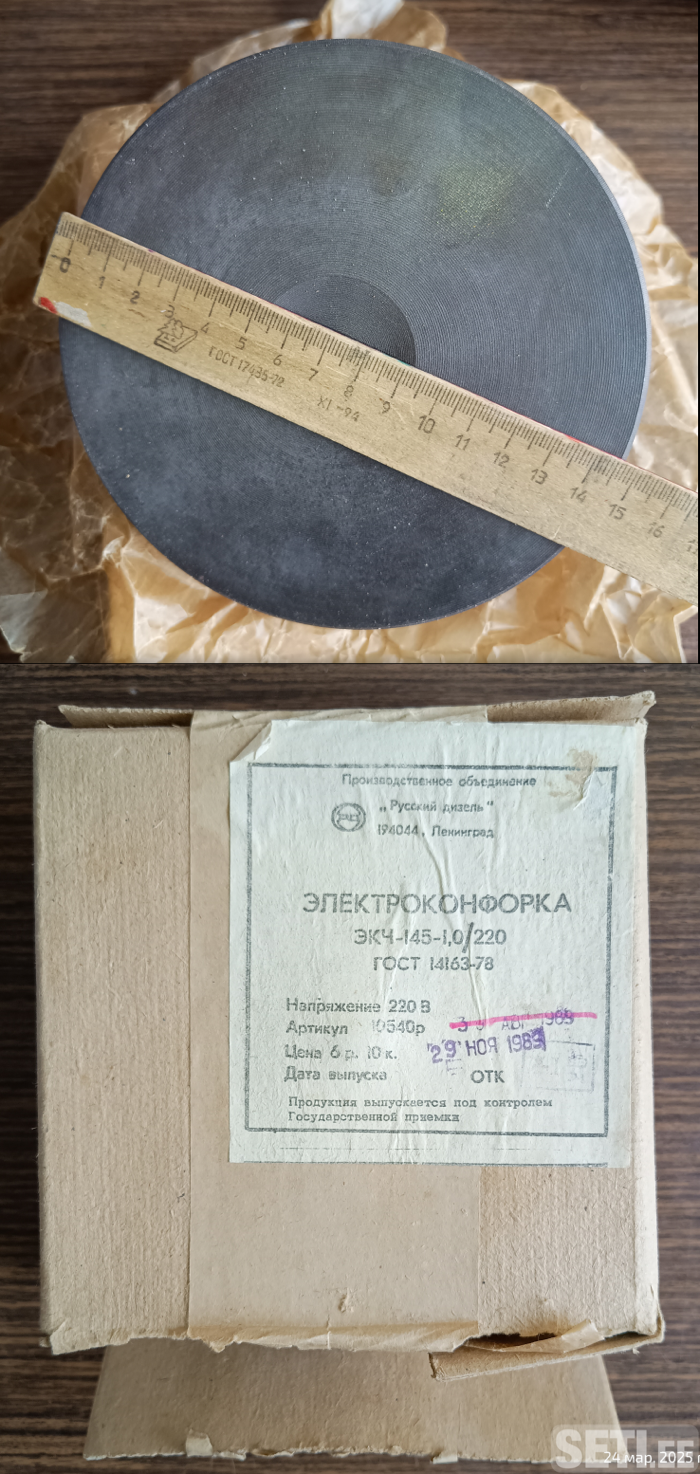 0 1 2 3 4 5 6 7 8 9 10 11 12 13 14 15 16
ГОСТ 17435-72
XI-94
Производственное объединение
„Русский дизель"
194044, Ленинград
ЭЛЕКТРОКОНФОРКА
ЭКЧ-145-1,0/220
ГОСТ 14163-78
Напряжение 220 В
Артикул 10540р
АВГ 1989
Цена 6 р. 10 к.
29 НОЯ 1989
Дата выпуска ОТК
Продукция выпускается под контролем
Государственной приемки
SETI.EE
24 мар. 2025